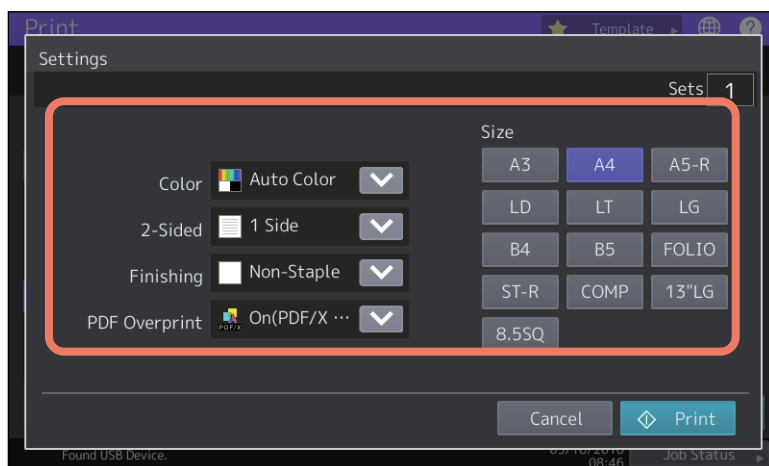 Print
Template
?
Settings
Sets 1
Size
A3 A4 A5-R
Color Auto Color
LD LT LG
2-Sided 1 Side
B4 B5 FOLIO
Finishing Non-Staple
ST-R COMP 13"LG
PDF Overprint PDF/X On(PDF/X ···
8.5SQ
Cancel Print
Found USB Device.
08:46
Job Status